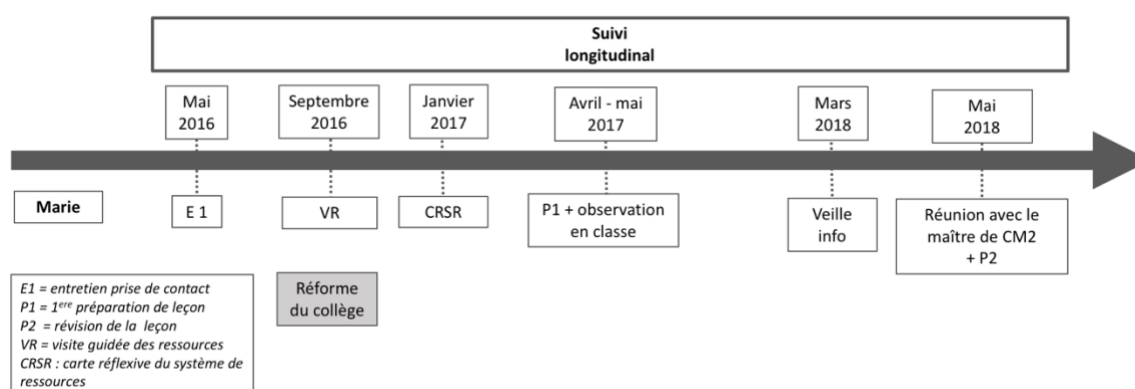 Suivi
longitudinal
Mai
2016
Septembre
2016
Janvier
2017
Avril - mai
2017
Mars
2018
Mai
2018
Marie
E 1
VR
CRSR
P1 + observation
en classe
Veille
info
Réunion avec le
maître de CM2
+ P2
E1 = entretien prise de contact
P1 = 1ere préparation de leçon
P2 = révision de la leçon
VR = visite guidée des ressources
CRSR : carte réflexive du système de
ressources
Réforme
du collège